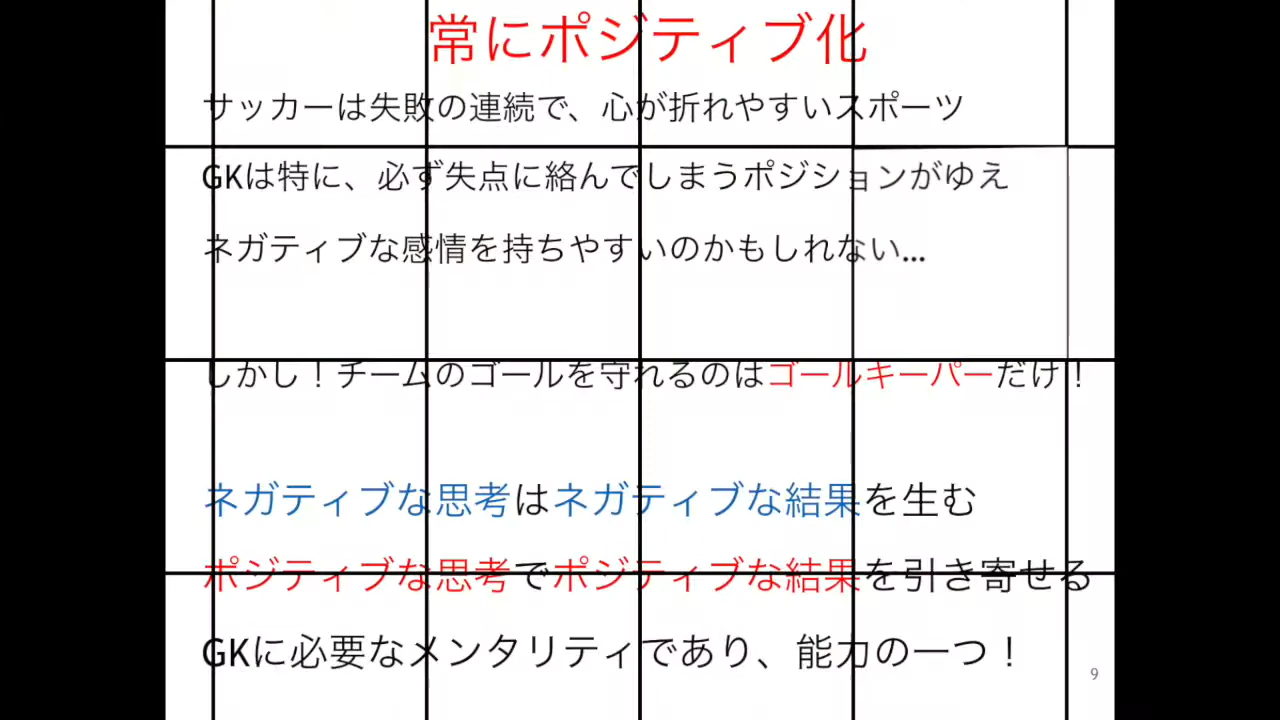 常にポジティブ化
サッカーは失敗の連続で、心が折れやすいスポーツ
GKは特に、必ず失点に絡んでしまうポジションがゆえ
ネガティブな感情を持ちやすいのかもしれない...
しかし！チームのゴールを守れるのはゴールキーパーだけ！
ネガティブな思考はネガティブな結果を生む
ポジティブな思考でポジティブな結果を引き寄せる
GKに必要なメンタリティであり、能力の一つ！
9